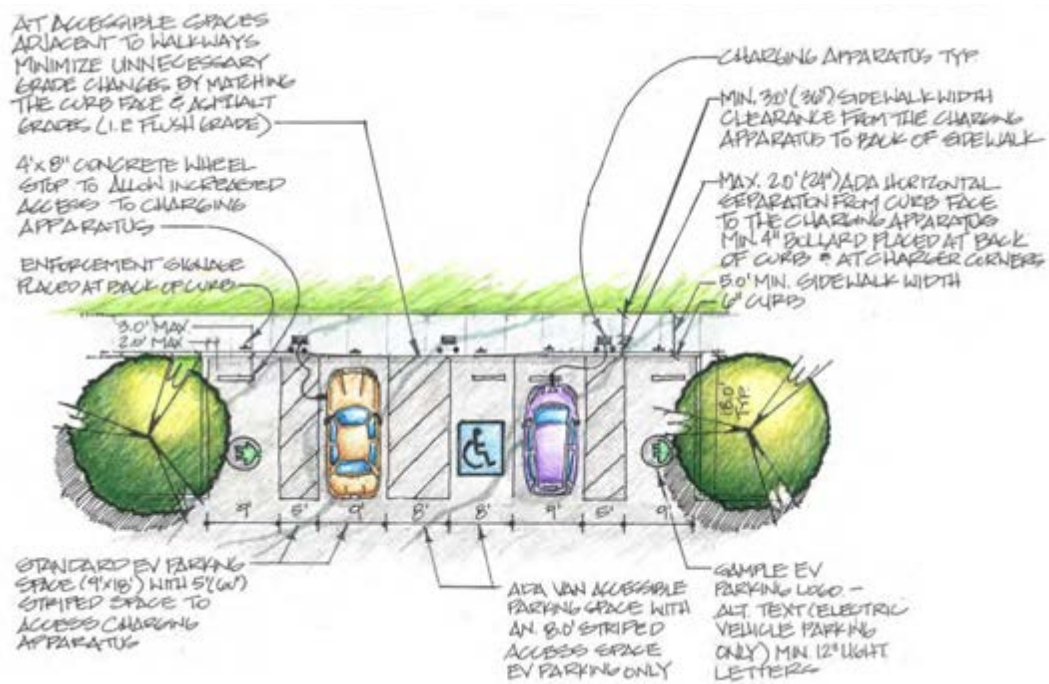 AT ACCESSIBLE SPACES
ADJACENT TO WALKWAYS
MINIMIZE UNNECESSARY
GRADE CHANGES BY MATCHING
THE CURB FACE & ASPHALT
GRADES (I.E FLUSH GRADE)
4'x8" CONCRETE WHEEL
STOP TO ALLOW INCREASED
ACCESS TO CHARGING
APPARATUS
ENFORCEMENT SIGNAGE
PLACED AT BACK OF CURB
CHARGING APPARATUS TYP.
MIN. 3.0' (36") SIDEWALK WIDTH
CLEARANCE FROM THE CHARGING
APPARATUS TO BACK OF SIDEWALK
MAX. 2.0' (24") ADA HORIZONTAL
SEPARATION FROM CURB FACE
TO THE CHARGING APPARATUS
MIN 4" BOLLARD PLACED AT BACK
OF CURB & AT CHARGER CORNERS
5.0' MIN. SIDEWALK WIDTH
6" CURB
3.0' MAX
2.0' MAX
18.0'
TYP.
9' 5' 9' 8' 8' 9' 5' 9'
STANDARD EV PARKING
SPACE (9'x18') WITH 5' (60")
STRIPED SPACE TO
ACCESS CHARGING
APPARATUS
ADA VAN ACCESSIBLE
PARKING SPACE WITH
AN 8.0' STRIPED
ACCESS SPACE
EV PARKING ONLY
SAMPLE EV
PARKING LOGO -
ALT. TEXT (ELECTRIC
VEHICLE PARKING
ONLY) MIN 12" HIGHT
LETTERS